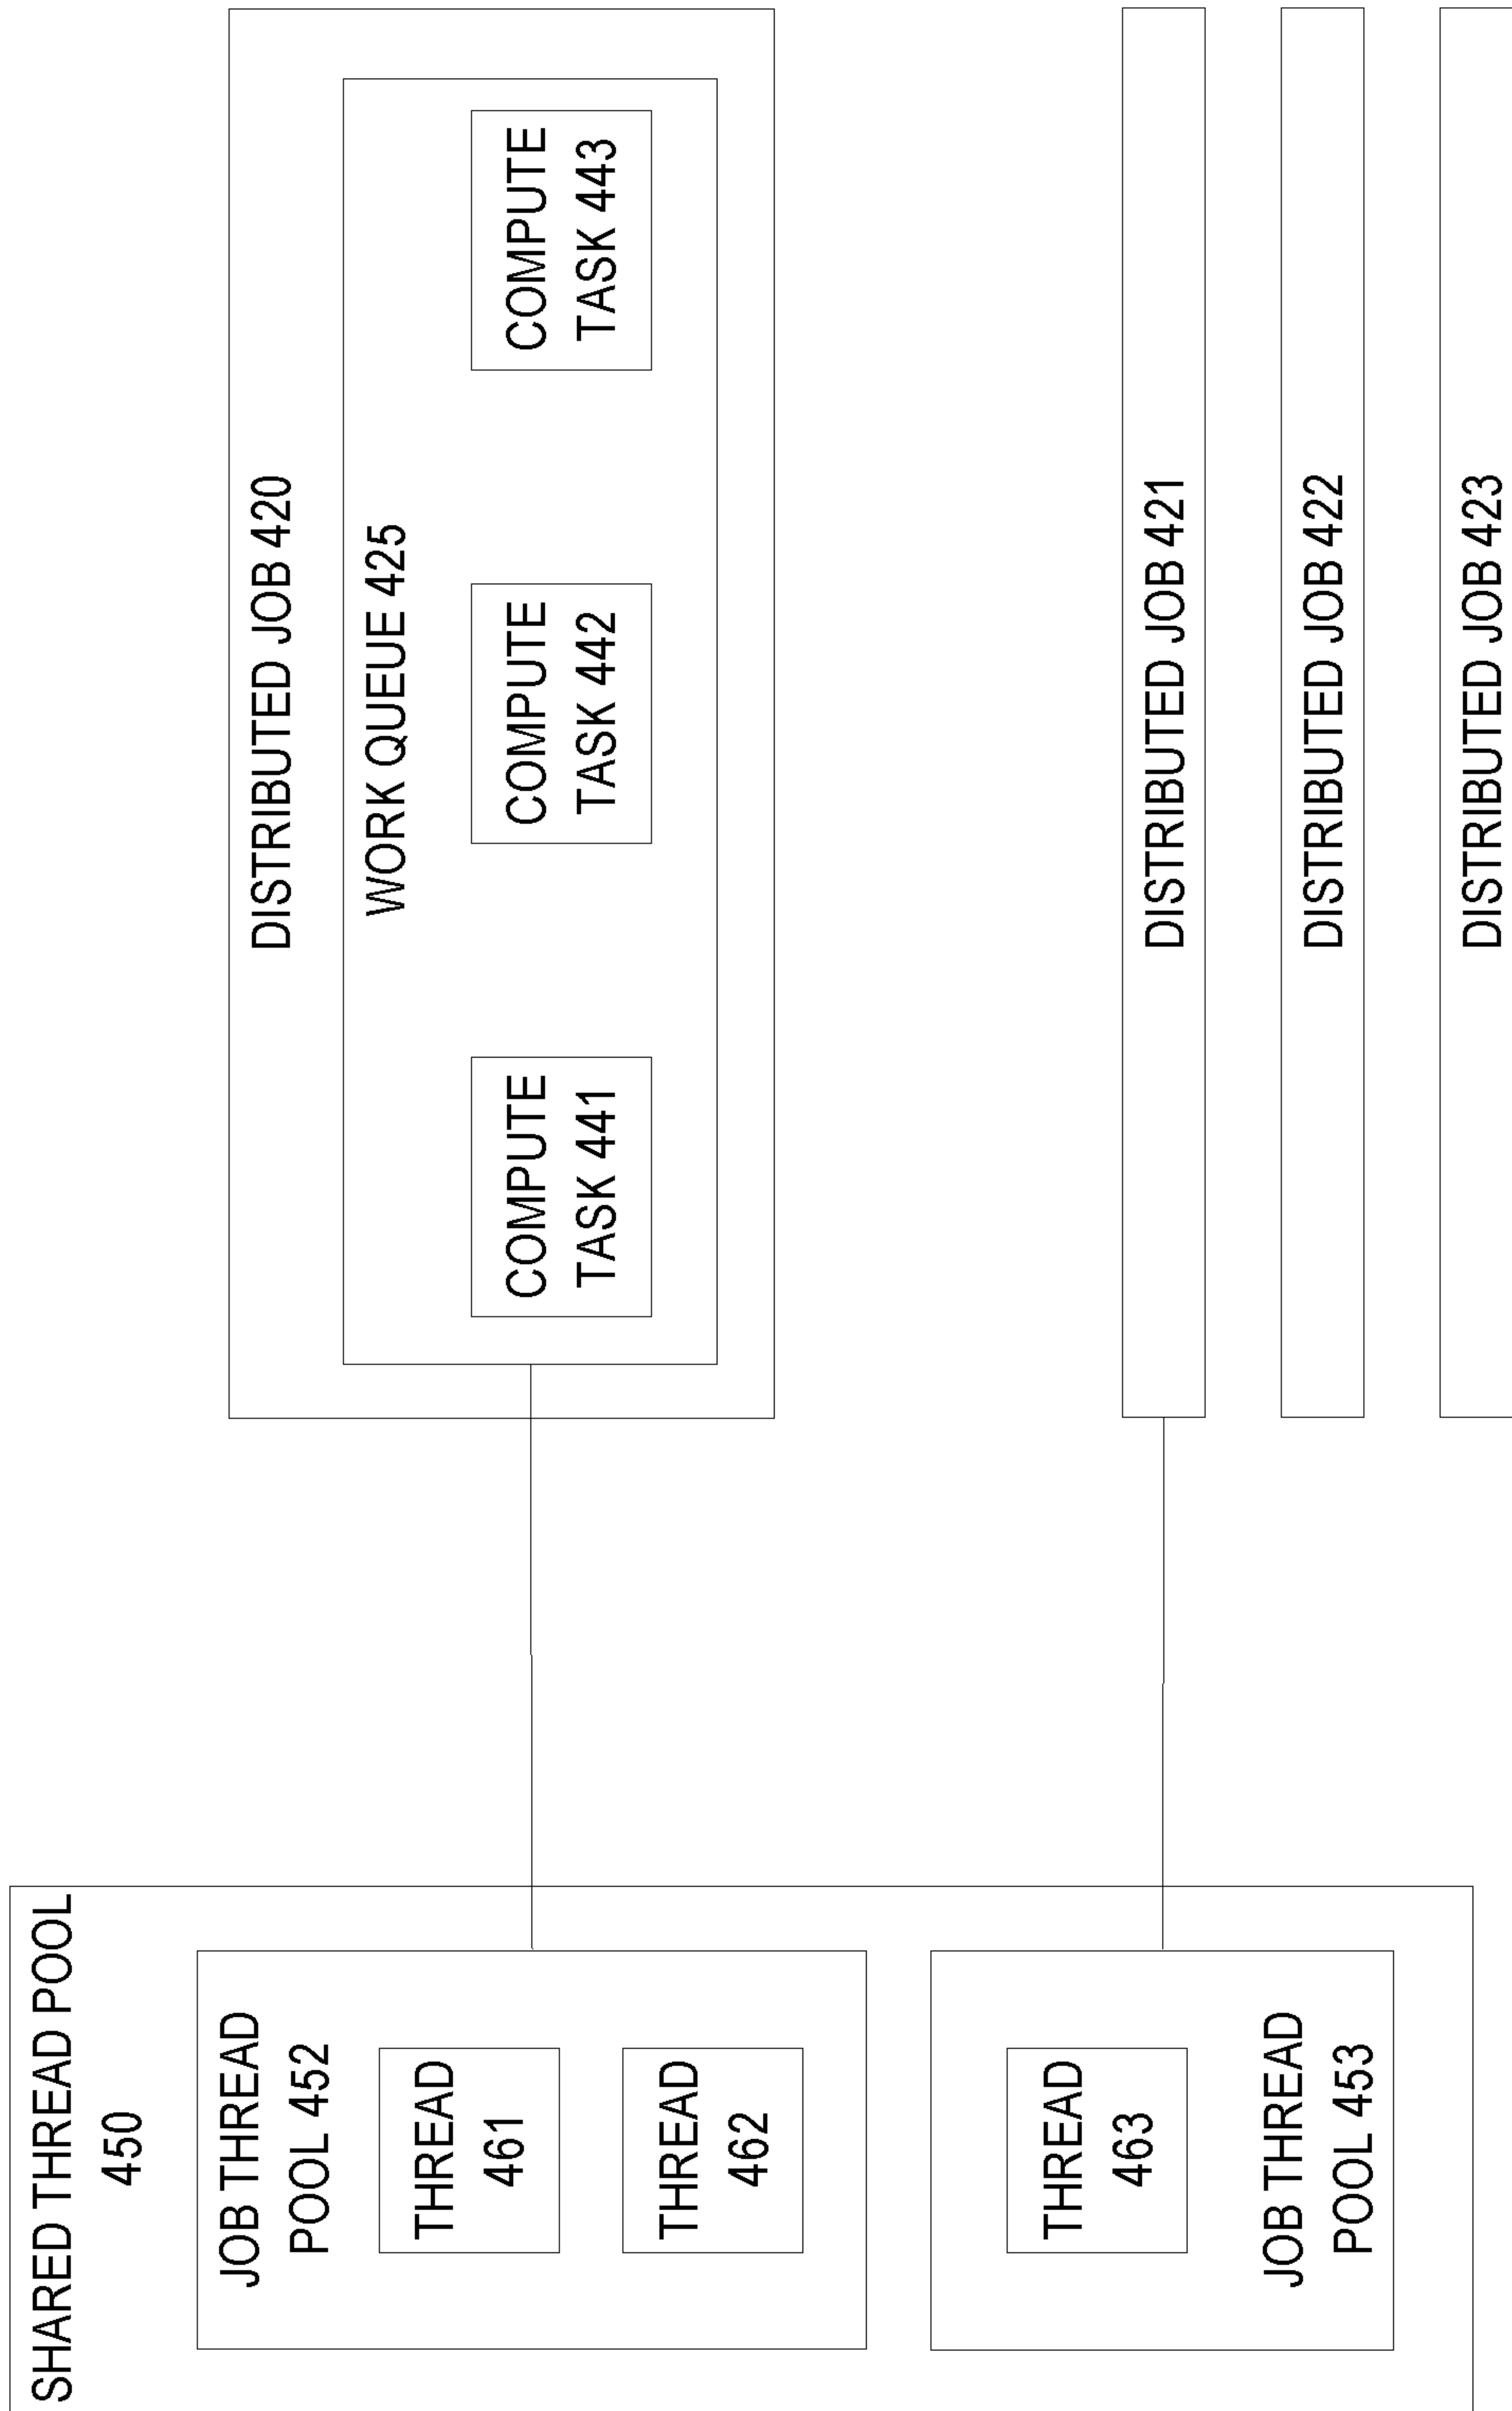 SHARED THREAD POOL
450
JOB THREAD
POOL 452
THREAD
461
THREAD
462
THREAD
463
JOB THREAD
POOL 453
DISTRIBUTED JOB 420
WORK QUEUE 425
COMPUTE
TASK 441
COMPUTE
TASK 442
COMPUTE
TASK 443
DISTRIBUTED JOB 421
DISTRIBUTED JOB 422
DISTRIBUTED JOB 423